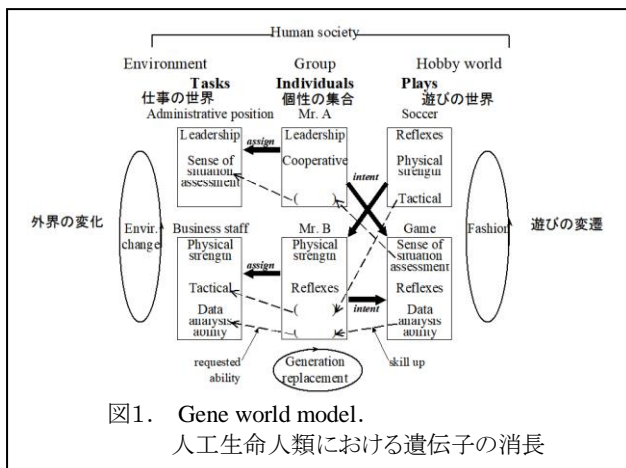 Human society
Environment
Group
Hobby world
Tasks
Individuals
Plays
仕事の世界
個性の集合
遊びの世界
Administrative position
Mr. A
Soccer
Leadership
Sense of
situation
assessment
assign
Leadership
Cooperative
( )
intent
Reflexes
Physical
strength
Tactical
外界の変化
Envir.
change
Fashion
遊びの変遷
Business staff
Mr. B
Game
Physical
strength
Tactical
Data
analysis
ability
assign
Physical
strength
Reflexes
( )
( )
intent
Sense of
situation
assessment
Reflexes
Data
analysis
ability
requested
ability
Generation
replacement
skill up
図1. Gene world model.
人工生命人類における遺伝子の消長